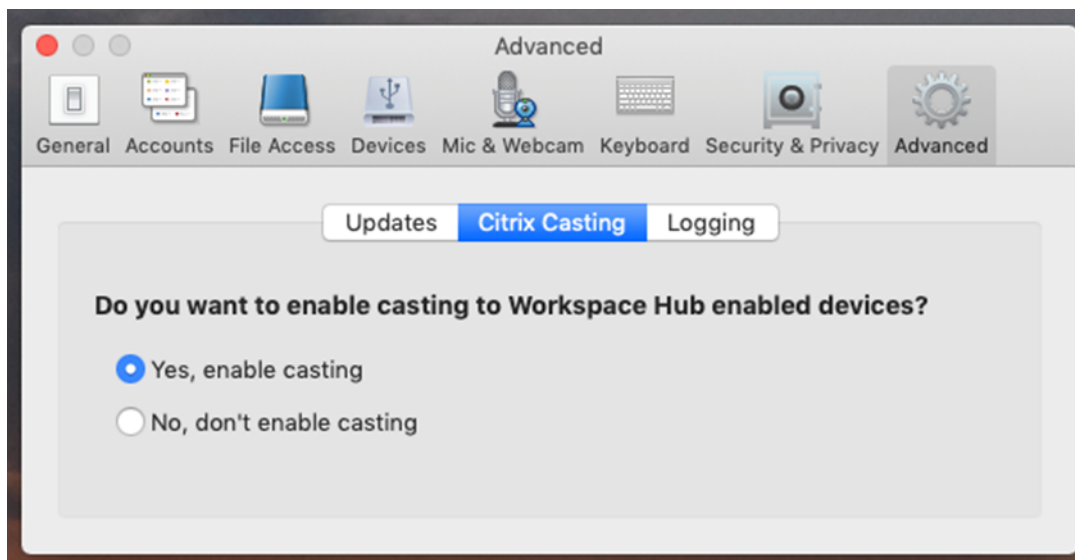 Advanced
General Accounts File Access Devices Mic & Webcam Keyboard Security & Privacy Advanced
Updates Citrix Casting Logging
Do you want to enable casting to Workspace Hub enabled devices?
Yes, enable casting
No, don't enable casting